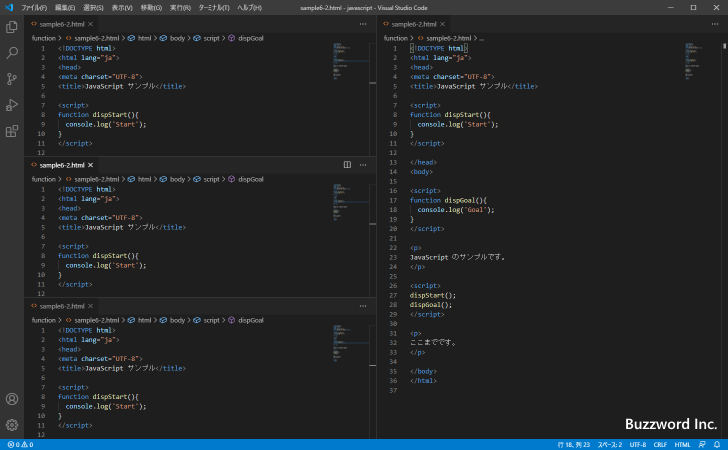 ファイル(F) 編集(E) 選択(S) 表示(V) 移動(G) 実行(R) ターミナル(T) ヘルプ(H) sample6-2.html - javascript - Visual Studio Code
sample6-2.html
function > sample6-2.html > html > body > script > dispGoal
1 <!DOCTYPE html>
2 <html lang="ja">
3 <head>
4 <meta charset="UTF-8">
5 <title>JavaScript サンプル</title>
6
7 <script>
8 function dispStart(){
9 console.log('Start');
10 }
11 </script>
12
sample6-2.html
function > sample6-2.html > html > body > script > dispGoal
1 <!DOCTYPE html>
2 <html lang="ja">
3 <head>
4 <meta charset="UTF-8">
5 <title>JavaScript サンプル</title>
6
7 <script>
8 function dispStart(){
9 console.log('Start');
10 }
11 </script>
12
sample6-2.html
function > sample6-2.html > html > body > script > dispGoal
1 <!DOCTYPE html>
2 <html lang="ja">
3 <head>
4 <meta charset="UTF-8">
5 <title>JavaScript サンプル</title>
6
7 <script>
8 function dispStart(){
9 console.log('Start');
10 }
11 </script>
12
sample6-2.html
function > sample6-2.html > ...
1 <!DOCTYPE html>
2 <html lang="ja">
3 <head>
4 <meta charset="UTF-8">
5 <title>JavaScript サンプル</title>
6
7 <script>
8 function dispStart(){
9 console.log('Start');
10 }
11 </script>
12
13 </head>
14 <body>
15
16 <script>
17 function dispGoal(){
18 console.log('Goal');
19 }
20 </script>
21
22 <p>
23 JavaScript のサンプルです。
24 </p>
25
26 <script>
27 dispStart();
28 dispGoal();
29 </script>
30
31 <p>
32 ここまでです。
33 </p>
34
35 </body>
36 </html>
37
Buzzword Inc.
0 0 行 18、列 23 スペース: 2 UTF-8 CRLF HTML